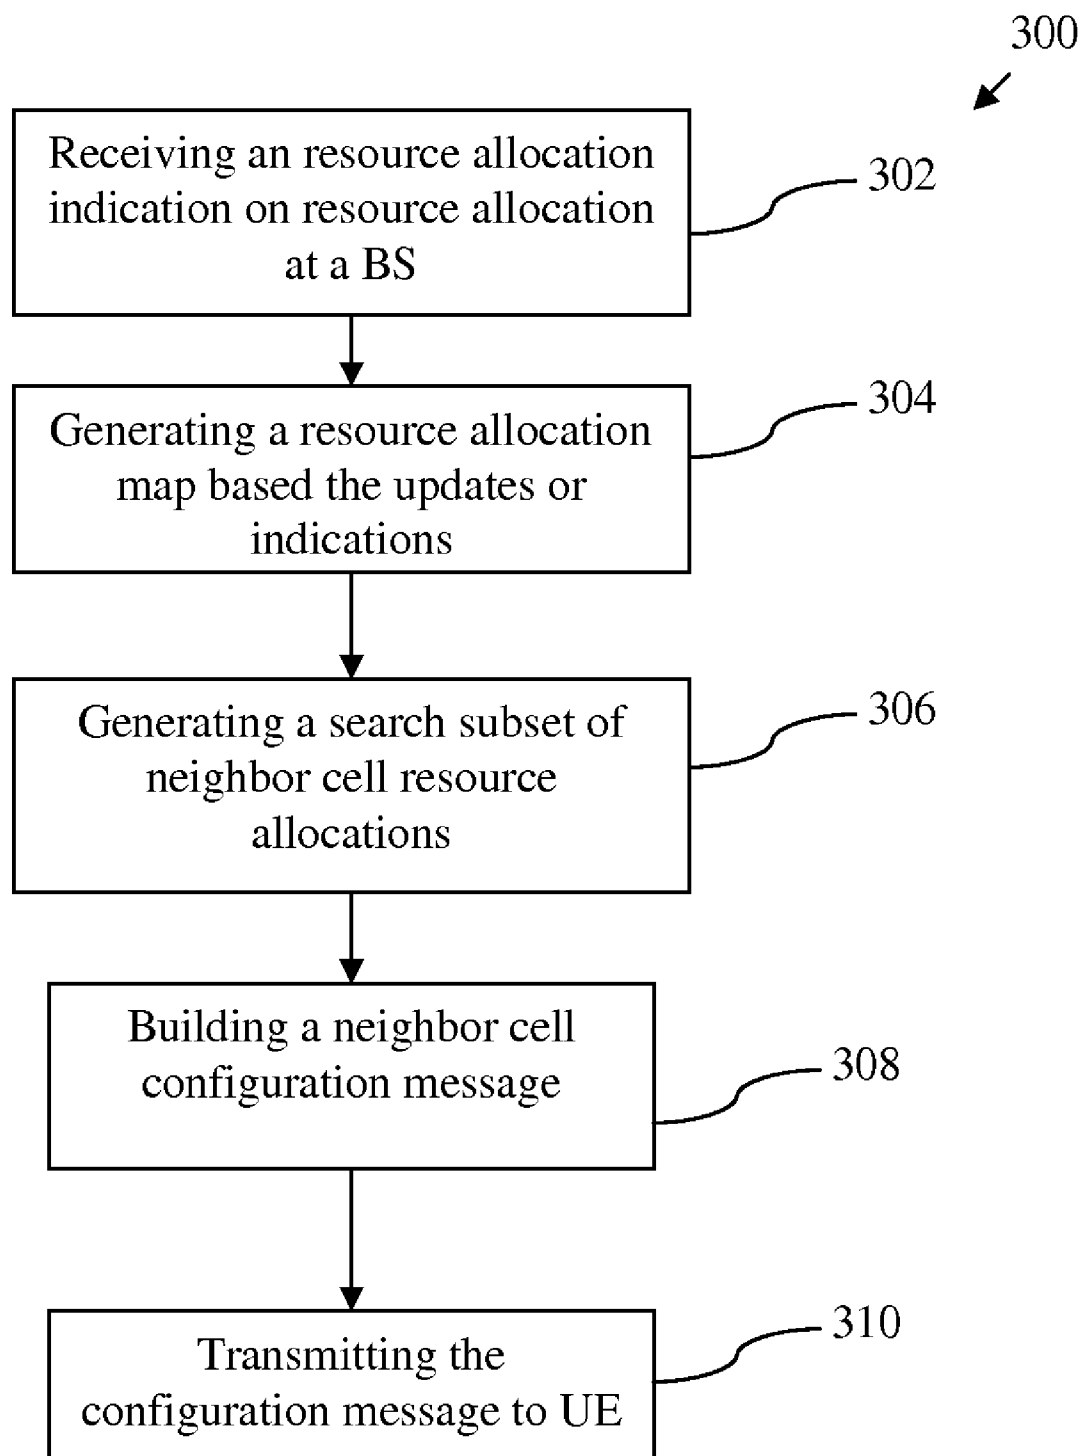 300
Receiving an resource allocation
indication on resource allocation
at a BS
302
Generating a resource allocation
map based the updates or
indications
304
Generating a search subset of
neighbor cell resource
allocations
306
Building a neighbor cell
configuration message
308
Transmitting the
configuration message to UE
310